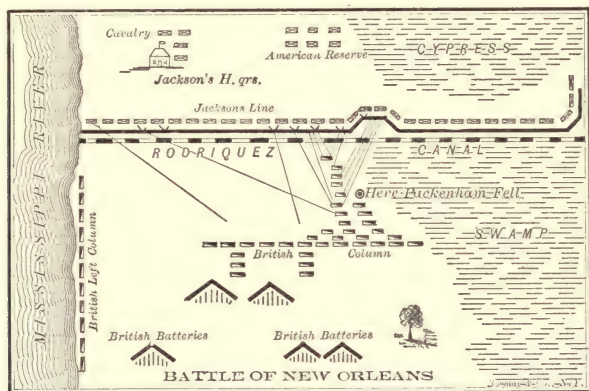 Cavalry
American Reserve
CYPRESS
Jackson's H. qrs.
Jacksons Line
MISSISSIPPI RIVER
RODRIQUEZ CANAL
Here Packenham Fell
SWAMP
British Left Column
British Column
British Batteries
British Batteries
BATTLE OF NEW ORLEANS